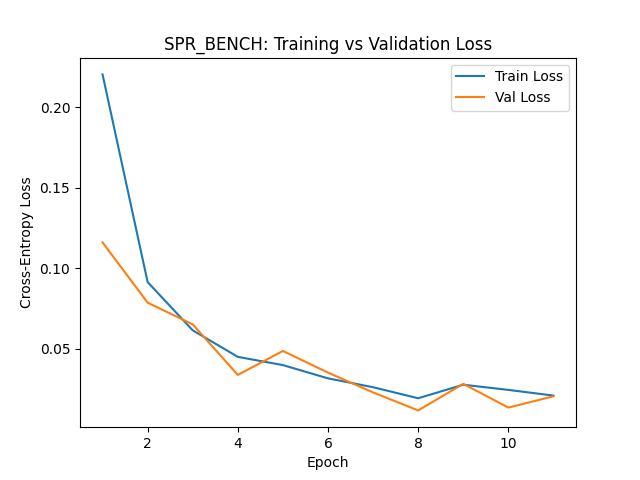 SPR_BENCH: Training vs Validation Loss
Train Loss
Val Loss
0.20
0.15
0.10
0.05
Cross-Entropy Loss
2
4
6
8
10
Epoch